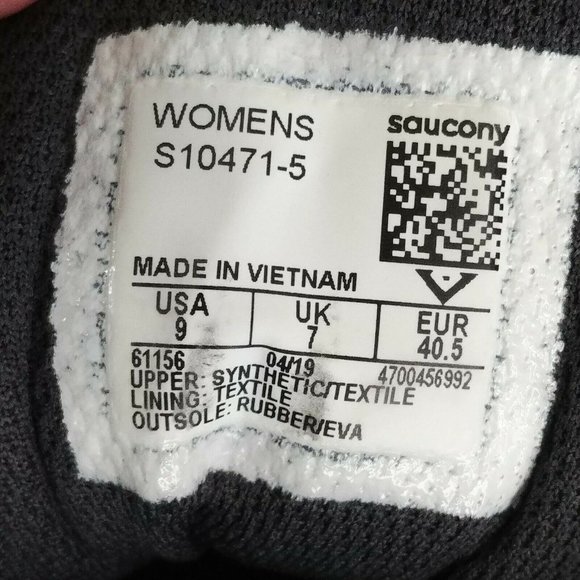 WOMENS
S10471-5
saucony
MADE IN VIETNAM
USA UK EUR
9 7 40.5
61156 04/19 4700456992
UPPER: SYNTHETIC/TEXTILE
LINING: TEXTILE
OUTSOLE: RUBBER/EVA